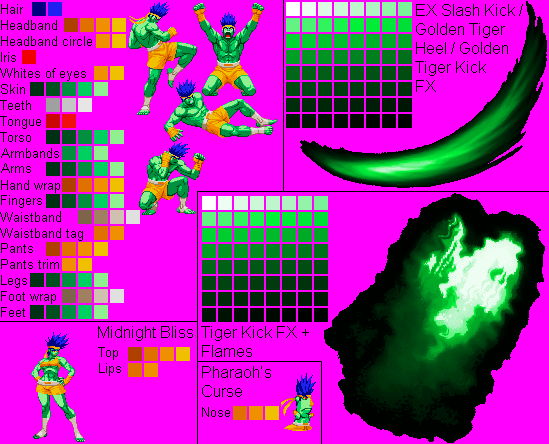 Hair
Headband
Headband circle
Iris
Whites of eyes
Skin
Teeth
Tongue
Torso
Armbands
Arms
Hand wrap
Fingers
Waistband
Waistband tag
Pants
Pants trim
Legs
Foot wrap
Feet
EX Slash Kick /
Golden Tiger
Heel / Golden
Tiger Kick
FX
Midnight Bliss
Top
Lips
Tiger Kick FX +
Flames
Pharaoh's
Curse
Nose